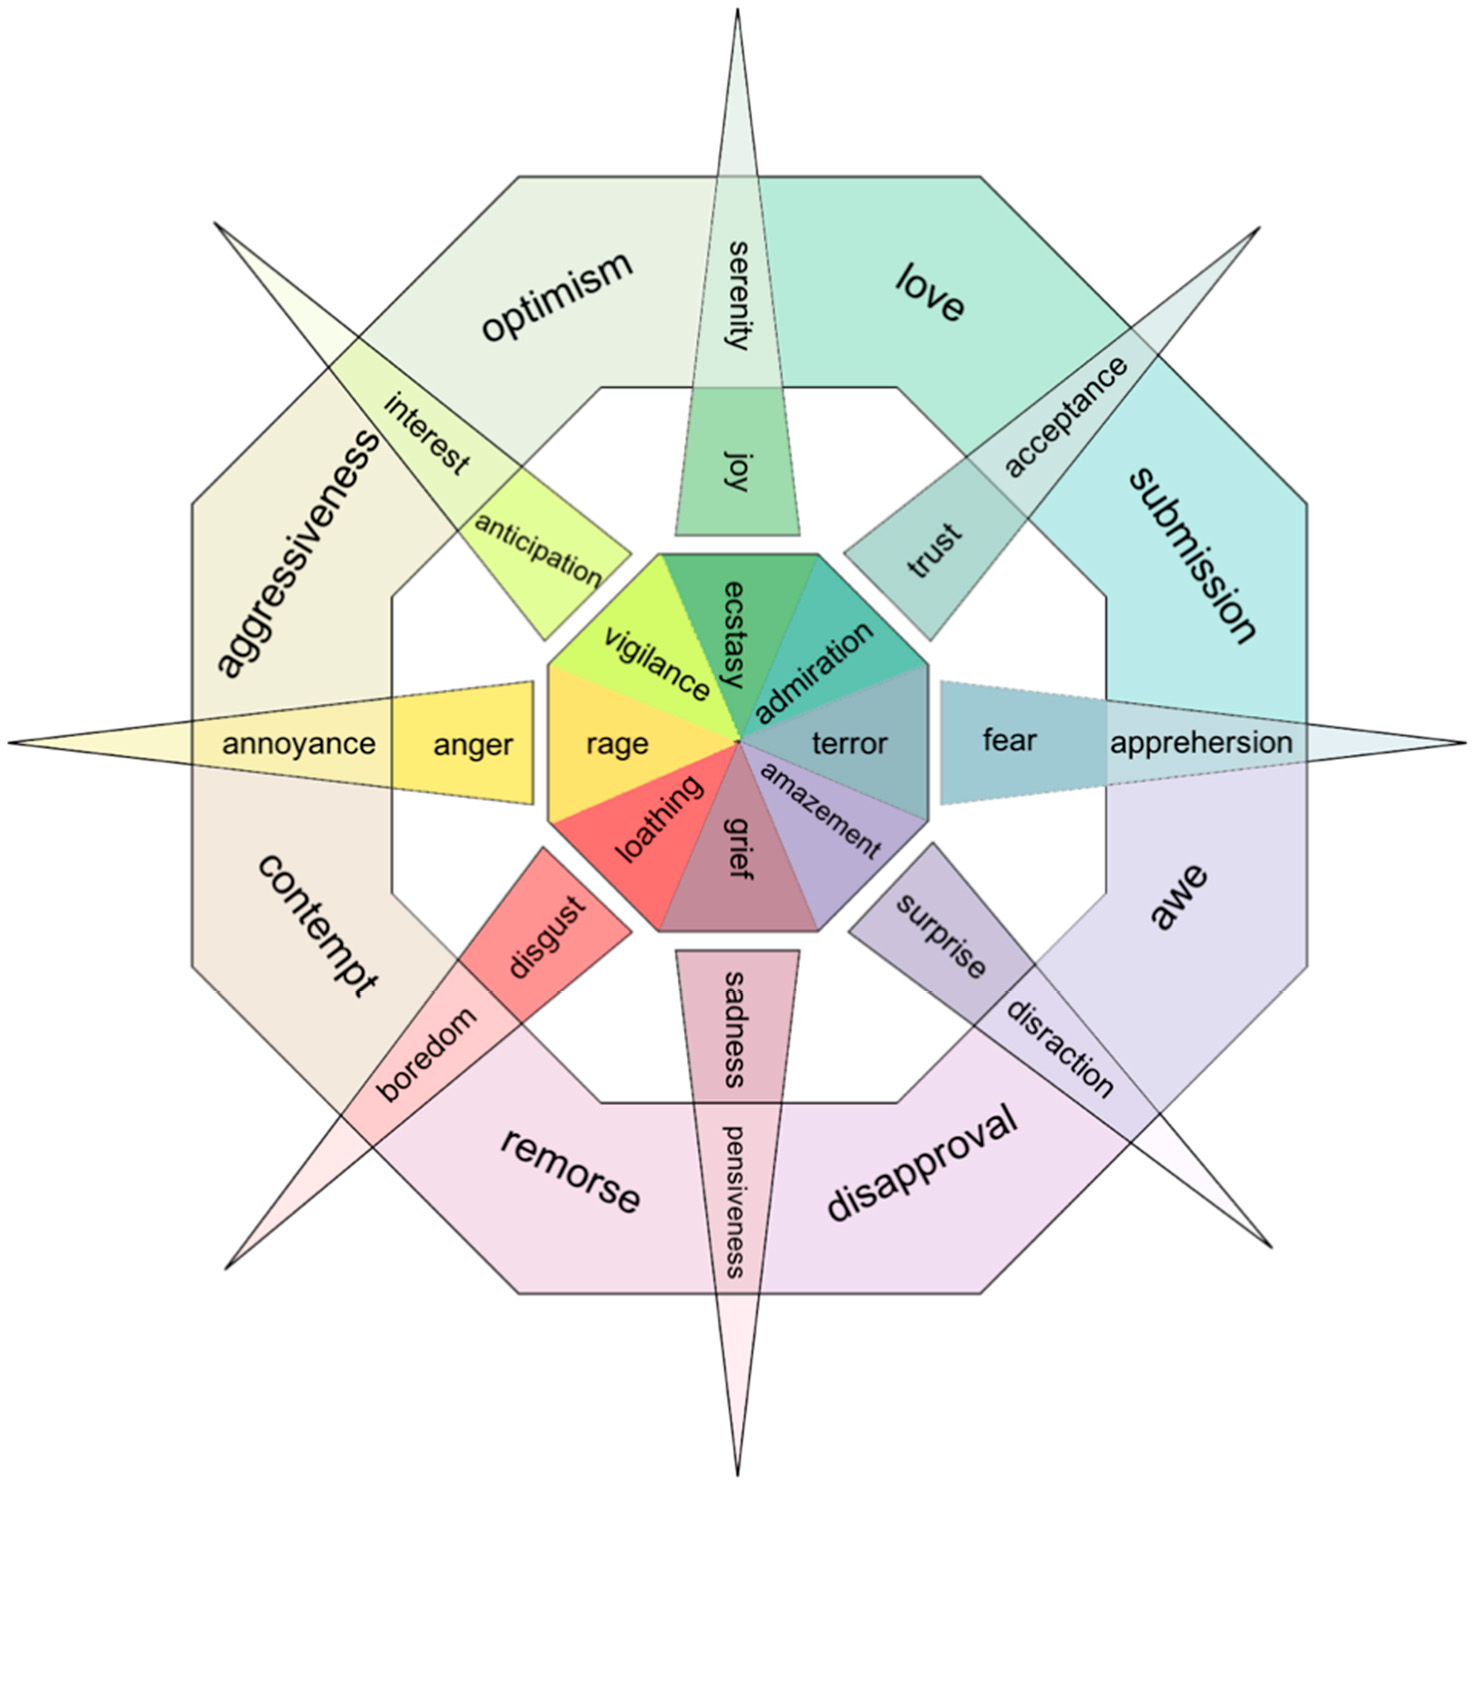 optimism
love
serenity
interest
acceptance
aggressiveness
joy
submission
anticipation
trust
ecstasy
vigilance
admiration
annoyance
anger
rage
terror
fear
apprehersion
loathing
grief
amazement
contempt
disgust
surprise
awe
boredom
sadness
disraction
remorse
pensiveness
disapproval